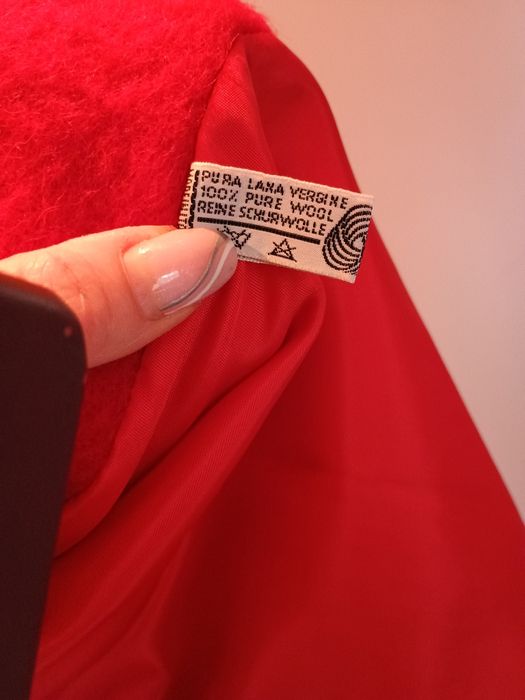 PURA LANA VERGINE
100% PURE WOOL
REINE SCHURWOLLE